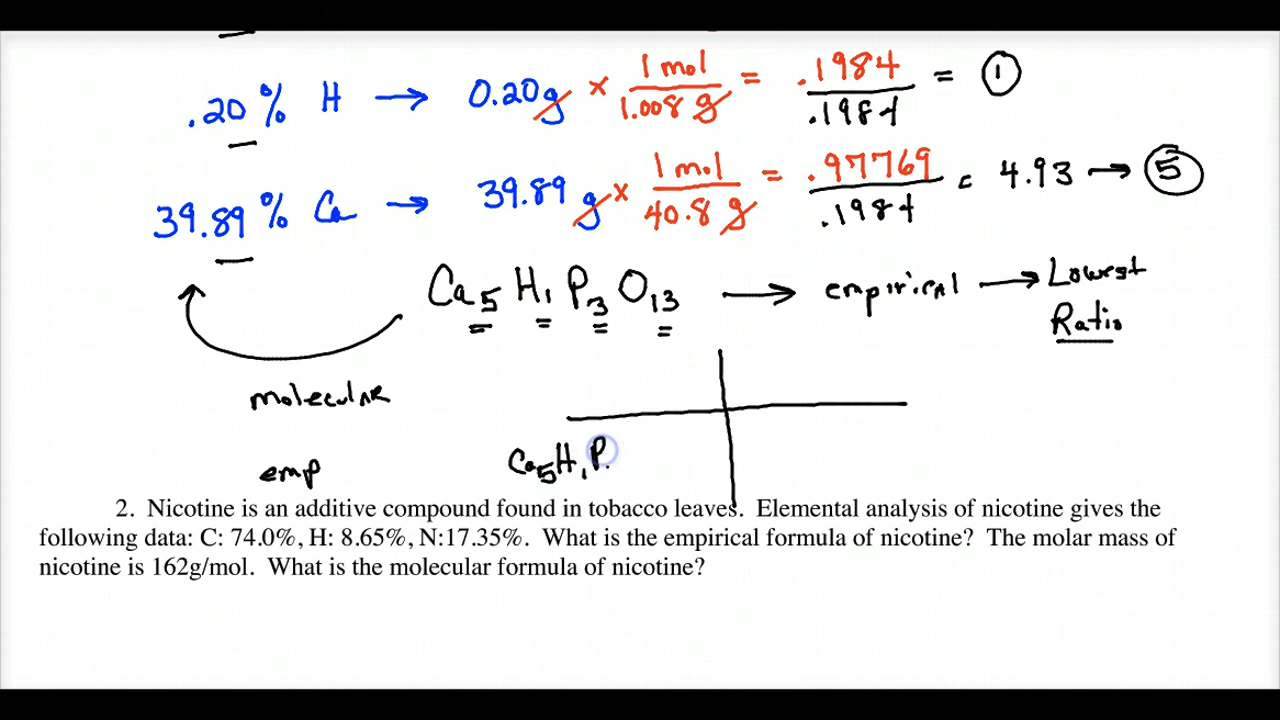 .20 % H → 0.20g × 1 mol / 1.008 g = .1984 / .1984 = 1
39.89 % Ca → 39.89 g × 1 mol / 40.8 g = .97769 / .1984 = 4.93 → 5
Ca5 H1 P3 O13 → empirical → Lowest
Ratio
molecular
emp Ca5H1P.
2. Nicotine is an additive compound found in tobacco leaves. Elemental analysis of nicotine gives the
following data: C: 74.0%, H: 8.65%, N:17.35%. What is the empirical formula of nicotine? The molar mass of
nicotine is 162g/mol. What is the molecular formula of nicotine?